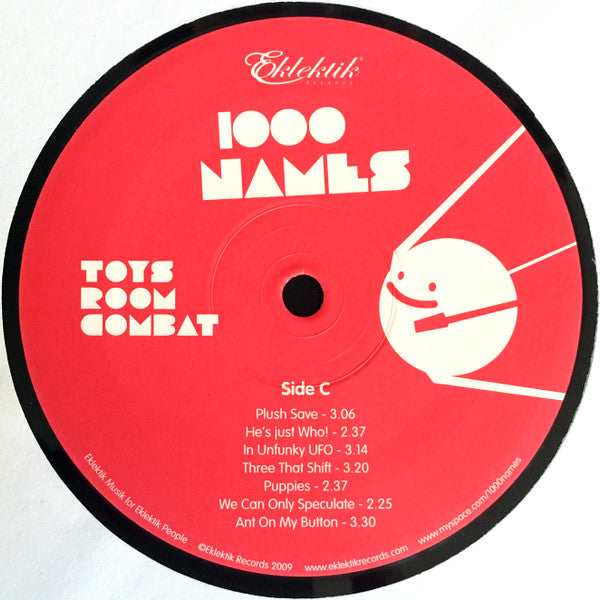 Eklektik
RECORDS
1000
NAMES
TOYS
ROOM
COMBAT
Side C
Plush Save - 3.06
He's just Who! - 2.37
In Unfunky UFO - 3.14
Three That Shift - 3.20
Puppies - 2.37
We Can Only Speculate - 2.25
Ant On My Button - 3.30
Eklektik Musik for Eklektik People
©Eklektik Records 2009
www.eklektikrecords.com
www.myspace.com/1000names